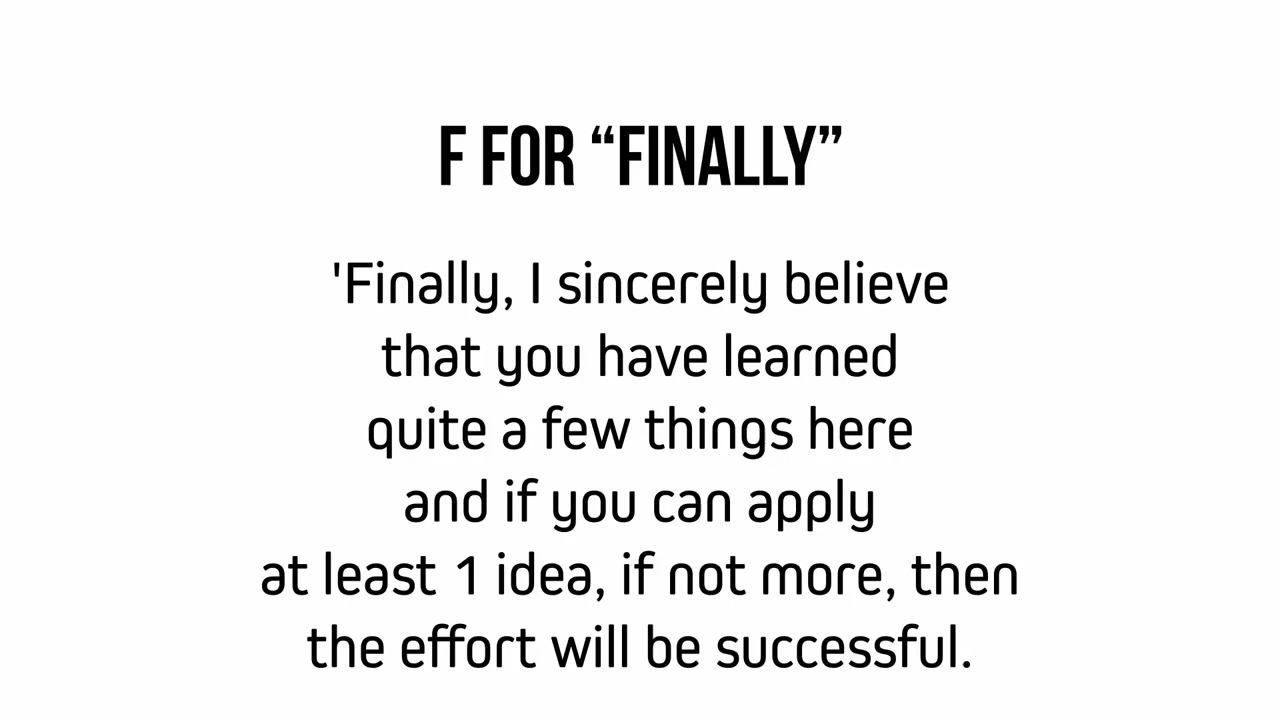 F FOR “FINALLY”
'Finally, I sincerely believe
that you have learned
quite a few things here
and if you can apply
at least 1 idea, if not more, then
the effort will be successful.